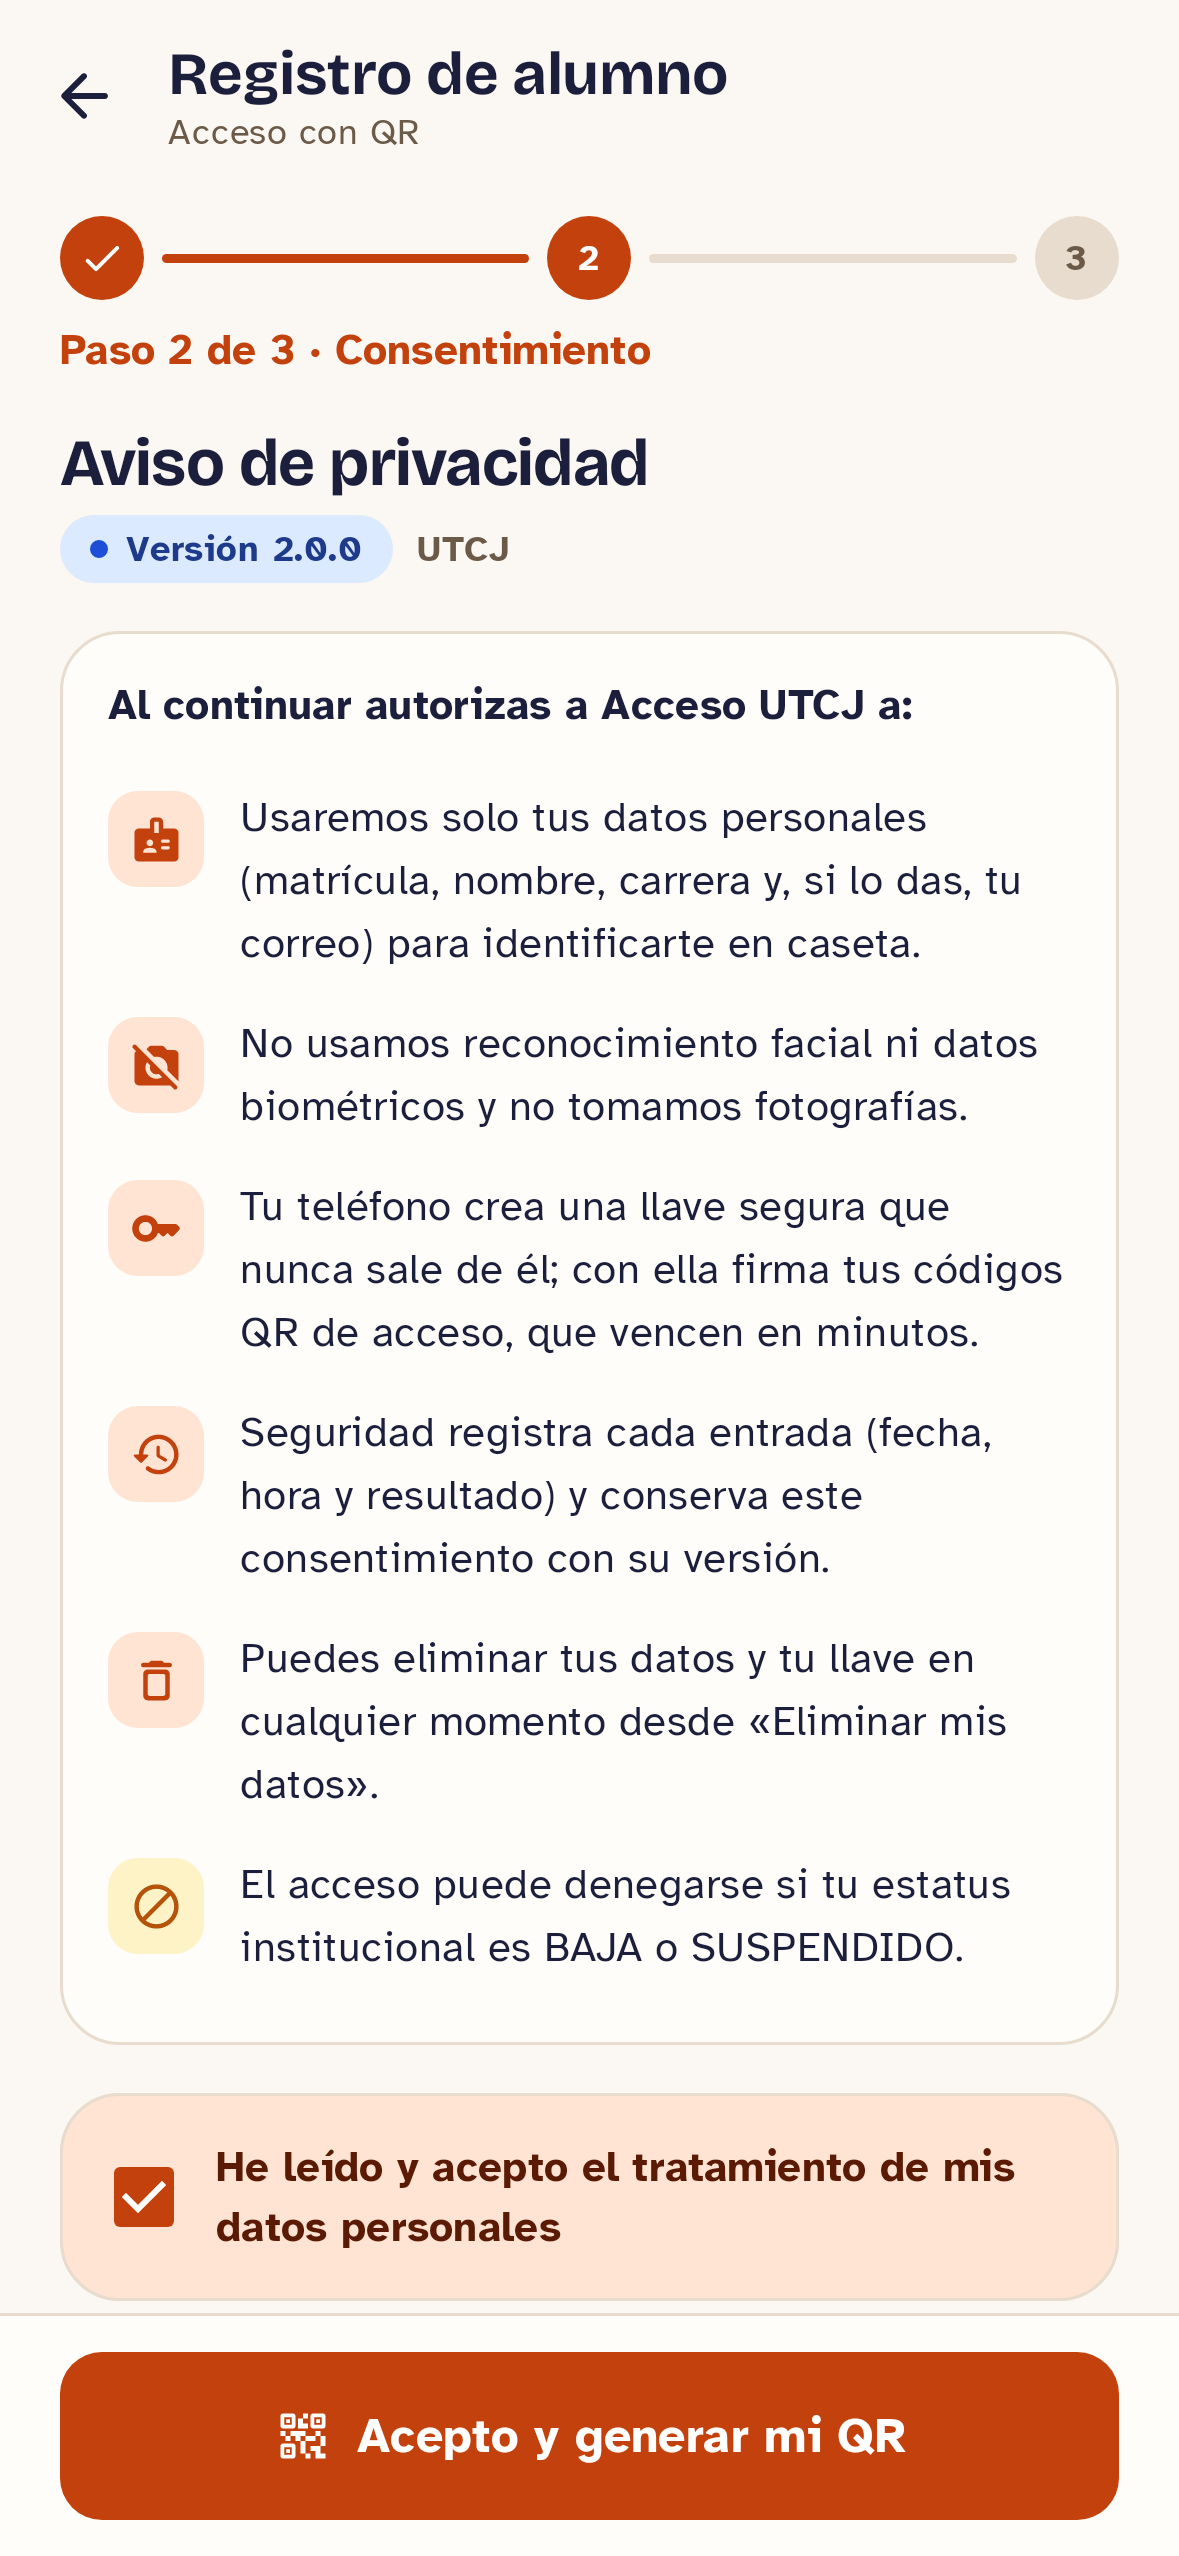 Registro de alumno
Acceso con QR
2
3
Paso 2 de 3 · Consentimiento
Aviso de privacidad
Versión 2.0.0
UTCJ
Al continuar autorizas a Acceso UTCJ a:
Usaremos solo tus datos personales
(matrícula, nombre, carrera y, si lo das, tu
correo) para identificarte en caseta.
No usamos reconocimiento facial ni datos
biométricos y no tomamos fotografías.
Tu teléfono crea una llave segura que
nunca sale de él; con ella firma tus códigos
QR de acceso, que vencen en minutos.
Seguridad registra cada entrada (fecha,
hora y resultado) y conserva este
consentimiento con su versión.
Puedes eliminar tus datos y tu llave en
cualquier momento desde «Eliminar mis
datos».
El acceso puede denegarse si tu estatus
institucional es BAJA o SUSPENDIDO.
He leído y acepto el tratamiento de mis
datos personales
Acepto y generar mi QR